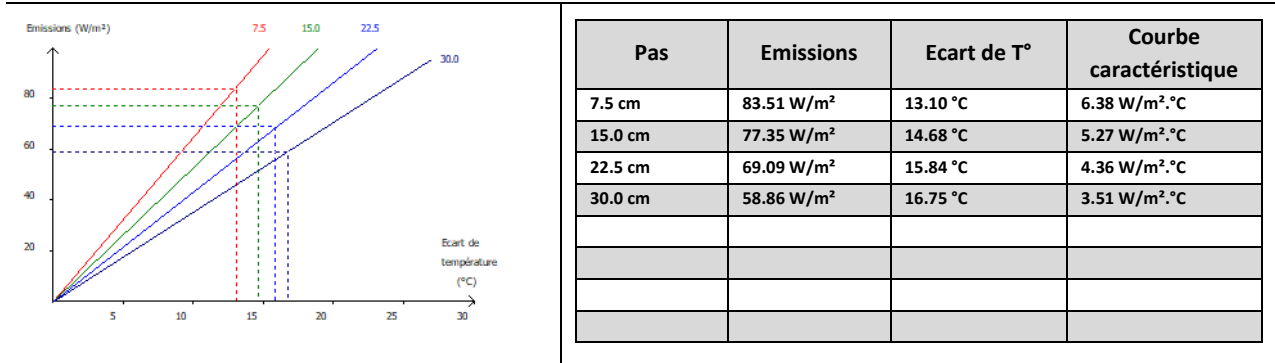 Emissions (W/m²)
7.5 15.0 22.5
30.0
80
60
40
20
Ecart de
température
(°C)
5 10 15 20 25 30
Pas Emissions Ecart de T° Courbe
caractéristique
7.5 cm 83.51 W/m² 13.10 °C 6.38 W/m².°C
15.0 cm 77.35 W/m² 14.68 °C 5.27 W/m².°C
22.5 cm 69.09 W/m² 15.84 °C 4.36 W/m².°C
30.0 cm 58.86 W/m² 16.75 °C 3.51 W/m².°C